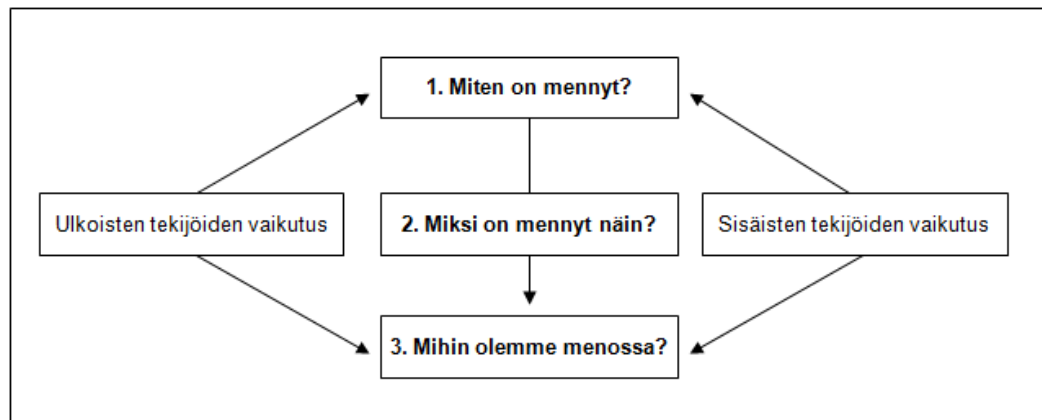 1. Miten on mennyt?
Ulkoisten tekijöiden vaikutus
2. Miksi on mennyt näin?
Sisäisten tekijöiden vaikutus
3. Mihin olemme menossa?